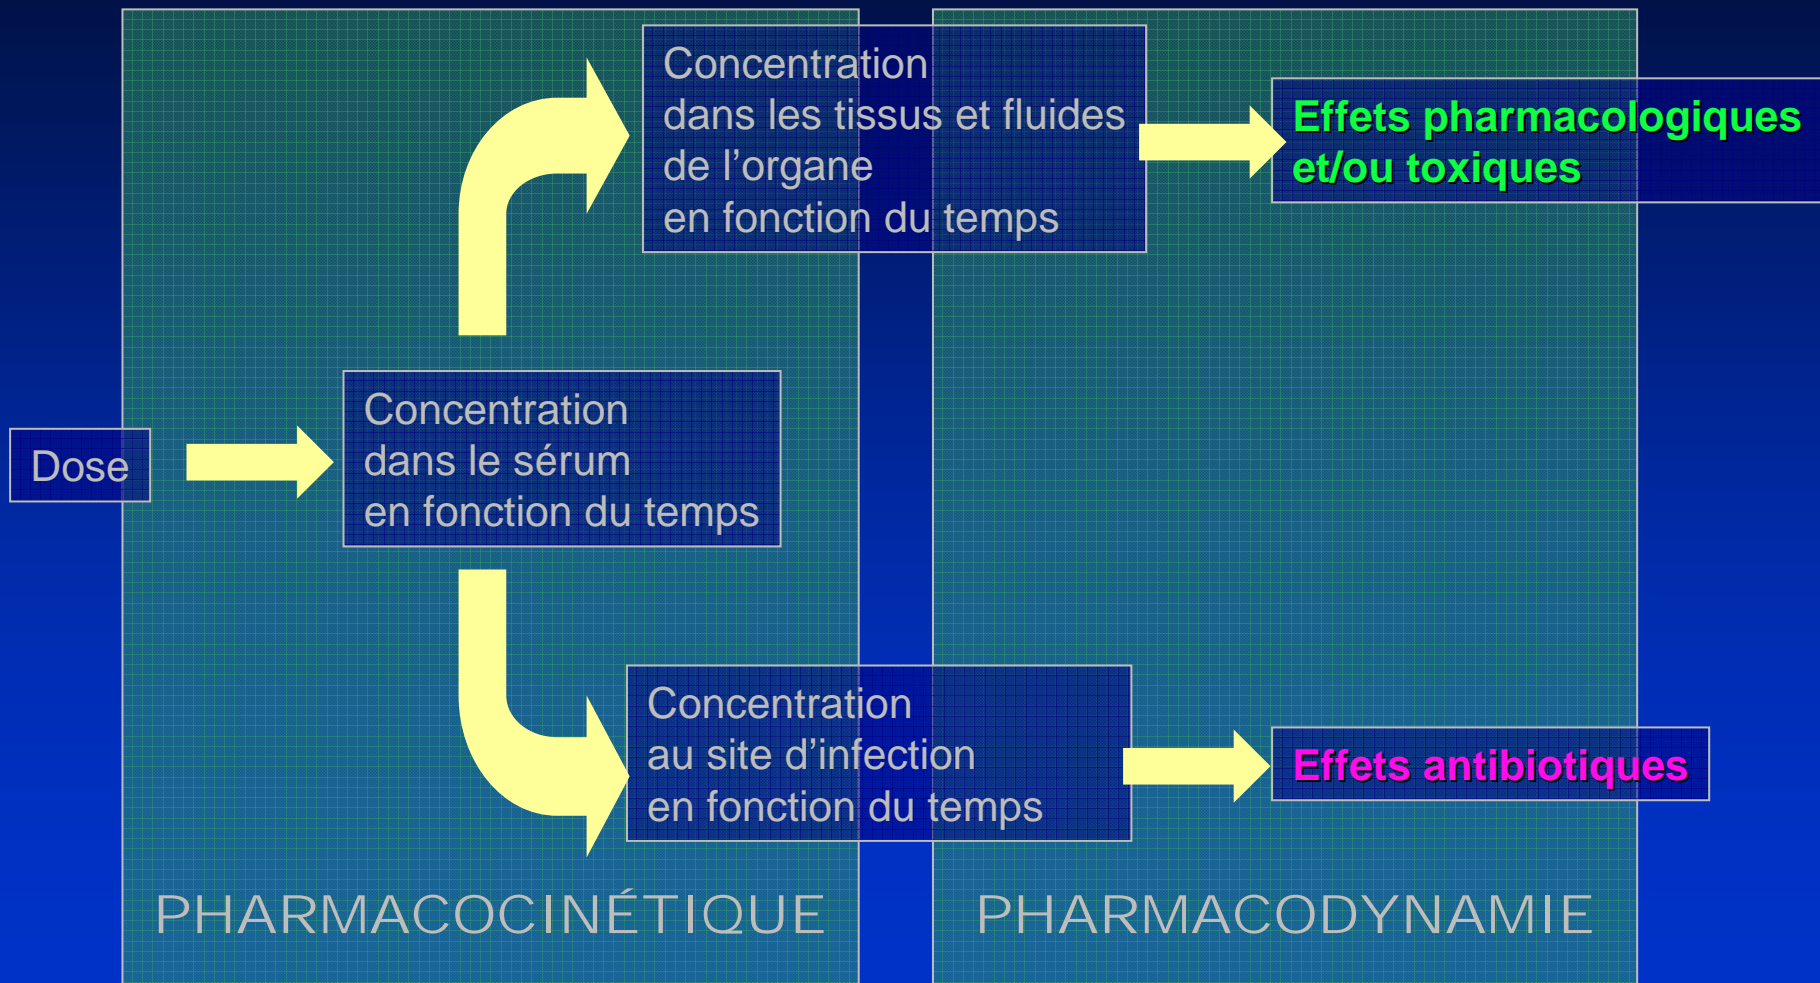 Concentration
dans les tissus et fluides
de l’organe
en fonction du temps
Effets pharmacologiques
et/ou toxiques
Dose
Concentration
dans le sérum
en fonction du temps
Concentration
au site d’infection
en fonction du temps
Effets antibiotiques
PHARMACOCINÉTIQUE
PHARMACODYNAMIE